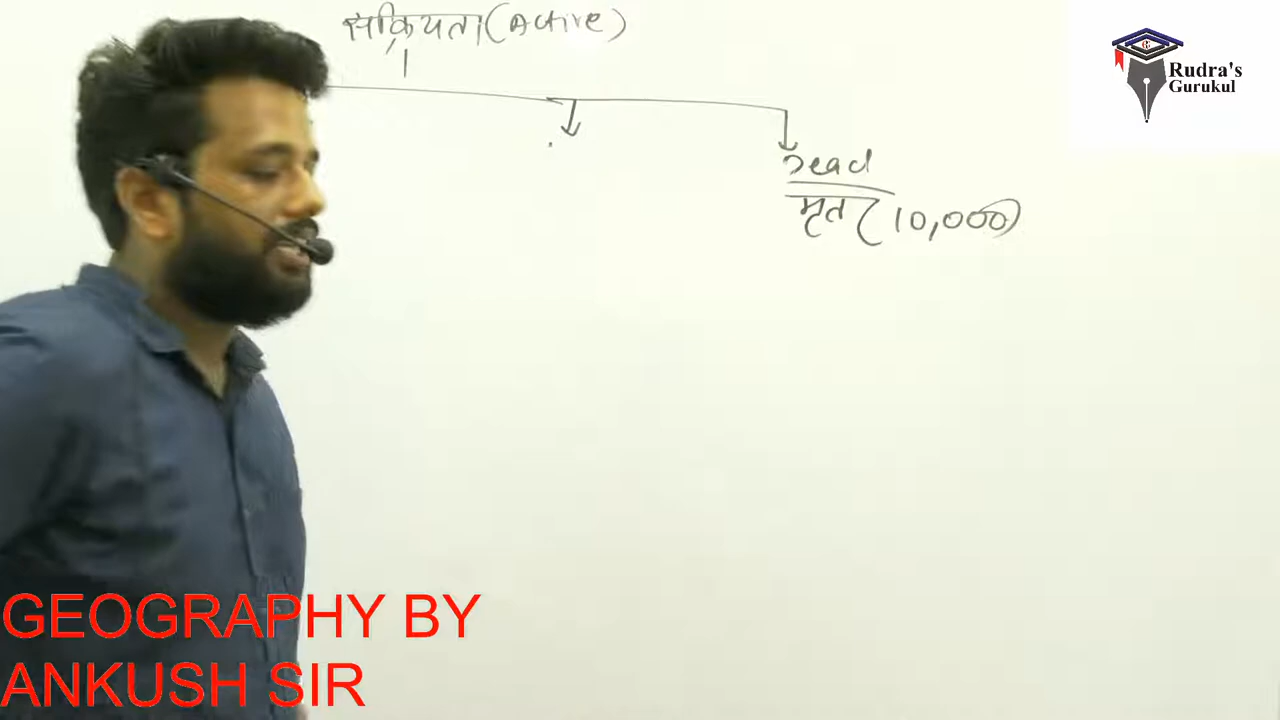 सक्रियता (Active)
Rudra's
Gurukul
Dead
मृत (10,000)
GEOGRAPHY BY
ANKUSH SIR